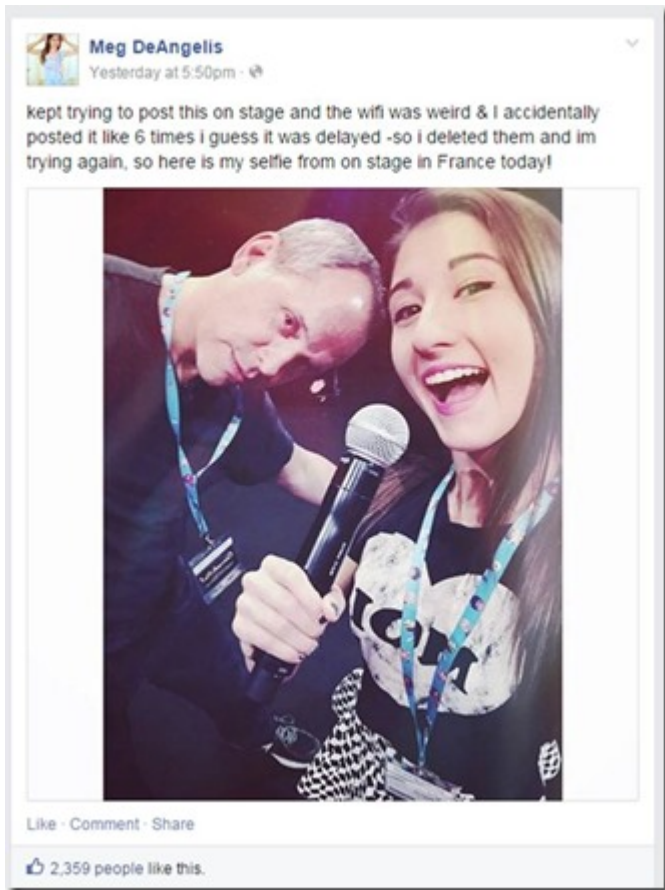 Meg DeAngelis
Yesterday at 5:50pm ·
kept trying to post this on stage and the wifi was weird & I accidentally
posted it like 6 times i guess it was delayed -so i deleted them and im
trying again, so here is my selfie from on stage in France today!
Like · Comment · Share
2,359 people like this.